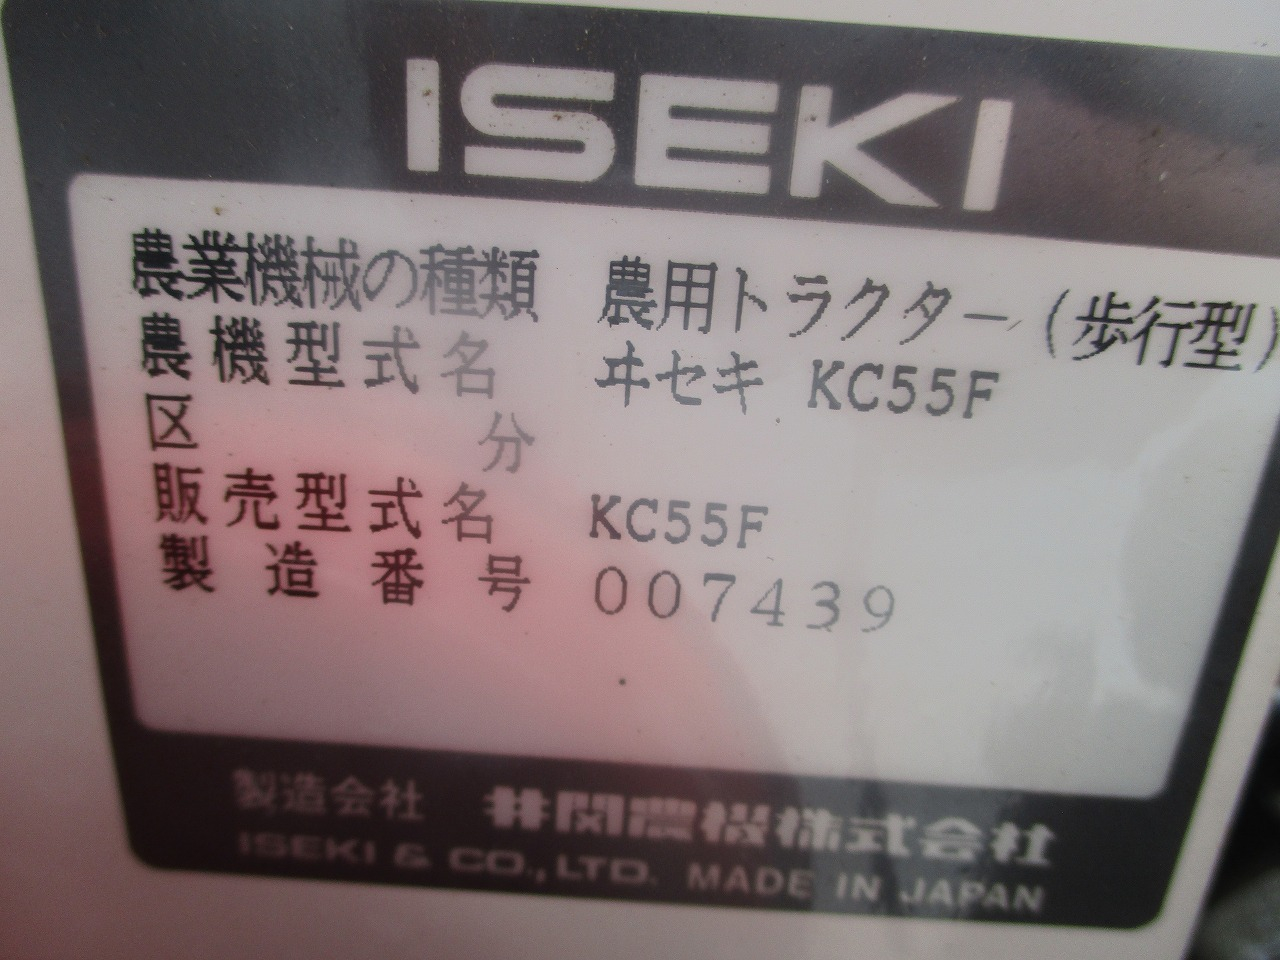 ISEKI
農業機械の種類 農用トラクター(歩行型)
農機型式名 ヰセキ KC55F
区分
販売型式名 KC55F
製造番号 007439
製造会社 井関農機株式会社
ISEKI & CO., LTD. MADE IN JAPAN